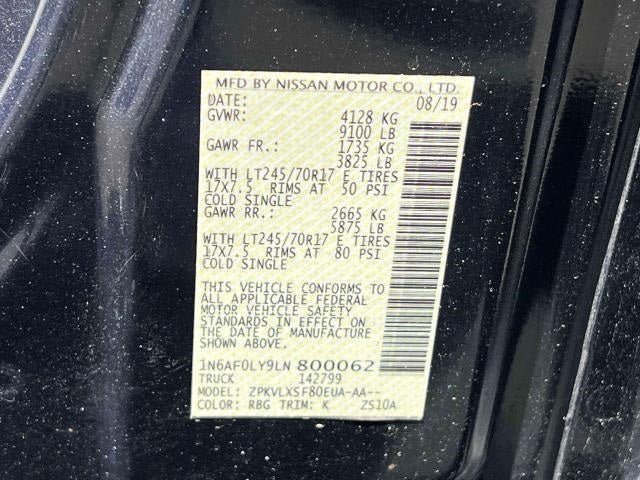 MFD BY NISSAN MOTOR CO., LTD.
DATE: 08/19
GVWR: 4128 KG
9100 LB
GAWR FR.: 1735 KG
3825 LB
WITH LT245/70R17 E TIRES
17X7.5 RIMS AT 50 PSI
COLD SINGLE
GAWR RR.: 2665 KG
5875 LB
WITH LT245/70R17 E TIRES
17X7.5 RIMS AT 80 PSI
COLD SINGLE
THIS VEHICLE CONFORMS TO
ALL APPLICABLE FEDERAL
MOTOR VEHICLE SAFETY
STANDARDS IN EFFECT ON
THE DATE OF MANUFACTURE
SHOWN ABOVE.
1N6AF0LY9LN 800062
TRUCK 142799
MODEL: ZPKVLXSF80EUA-AA--
COLOR: RBG TRIM: K ZS10A